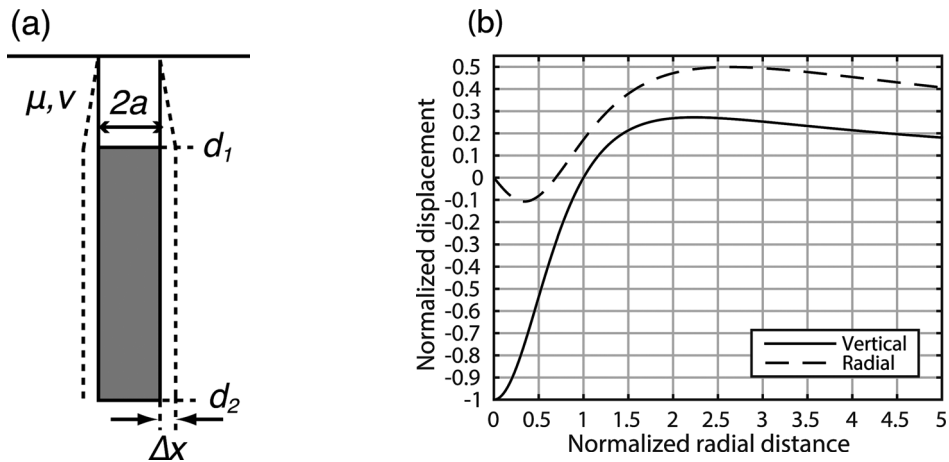 (a)
μ,ν
2a
d1
d2
Δx
(b)
Normalized displacement
0.5
0.4
0.3
0.2
0.1
0
-0.1
-0.2
-0.3
-0.4
-0.5
-0.6
-0.7
-0.8
-0.9
-1
Vertical
Radial
0 0.5 1 1.5 2 2.5 3 3.5 4 4.5 5
Normalized radial distance